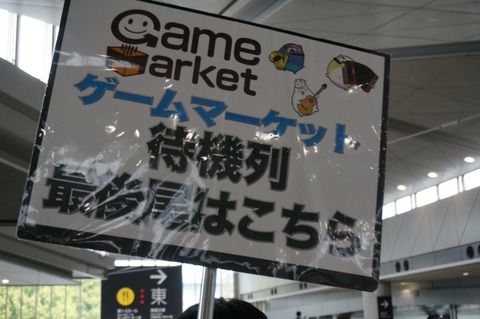 Game
Market
ゲームマーケット
待機列
最後尾はこちら
東